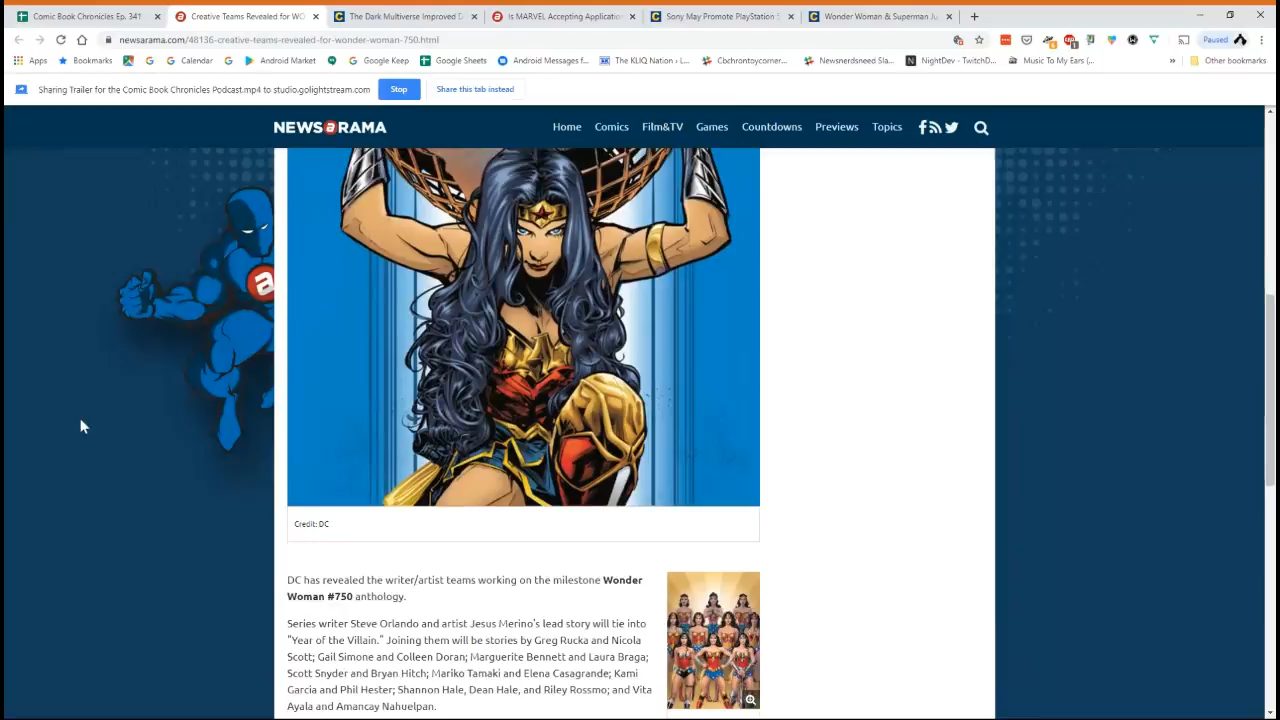 Comic Book Chronicles Ep. 341
Creative Teams Revealed for WO
The Dark Multiverse Improved D
Is MARVEL Accepting Application
Sony May Promote PlayStation 5
Wonder Woman & Superman Ju
newsarama.com/48136-creative-teams-revealed-for-wonder-woman-750.html
Paused
Apps
Bookmarks
Calendar
Android Market
Google Keep
Google Sheets
Android Messages f...
The KLIQ Nation › L...
Cbchrontoycorner...
Newsnerdsneed Sla...
NightDev - TwitchD...
Music To My Ears (...
»
Other bookmarks
Sharing Trailer for the Comic Book Chronicles Podcast.mp4 to studio.golightstream.com
Stop
Share this tab instead
NEWSaRAMA
Home
Comics
Film&TV
Games
Countdowns
Previews
Topics
a
Credit: DC
DC has revealed the writer/artist teams working on the milestone Wonder
Woman #750 anthology.
Series writer Steve Orlando and artist Jesus Merino's lead story will tie into
"Year of the Villain." Joining them will be stories by Greg Rucka and Nicola
Scott; Gail Simone and Colleen Doran; Marguerite Bennett and Laura Braga;
Scott Snyder and Bryan Hitch; Mariko Tamaki and Elena Casagrande; Kami
Garcia and Phil Hester; Shannon Hale, Dean Hale, and Riley Rossmo; and Vita
Ayala and Amancay Nahuelpan.